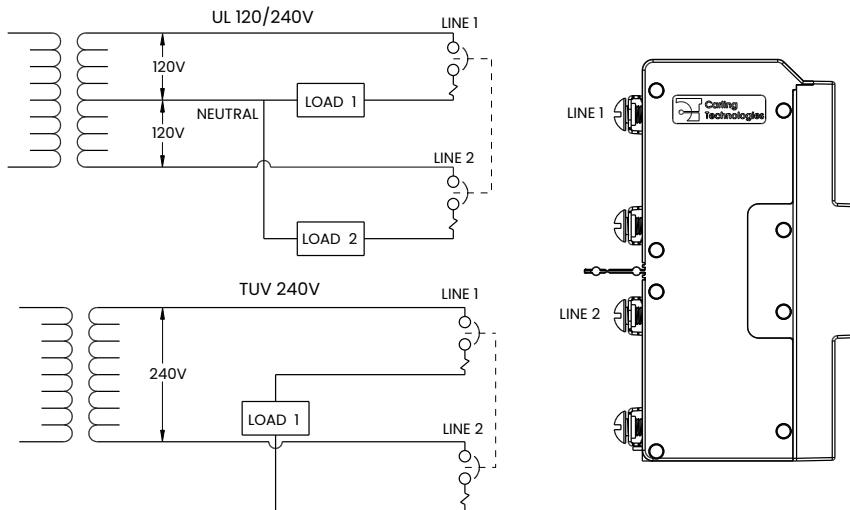 UL 120/240V
LINE 1
120V
NEUTRAL
LOAD 1
120V
LINE 2
LOAD 2
TUV 240V
LINE 1
240V
LOAD 1
LINE 2
LINE 1
Carling
Technologies
LINE 2